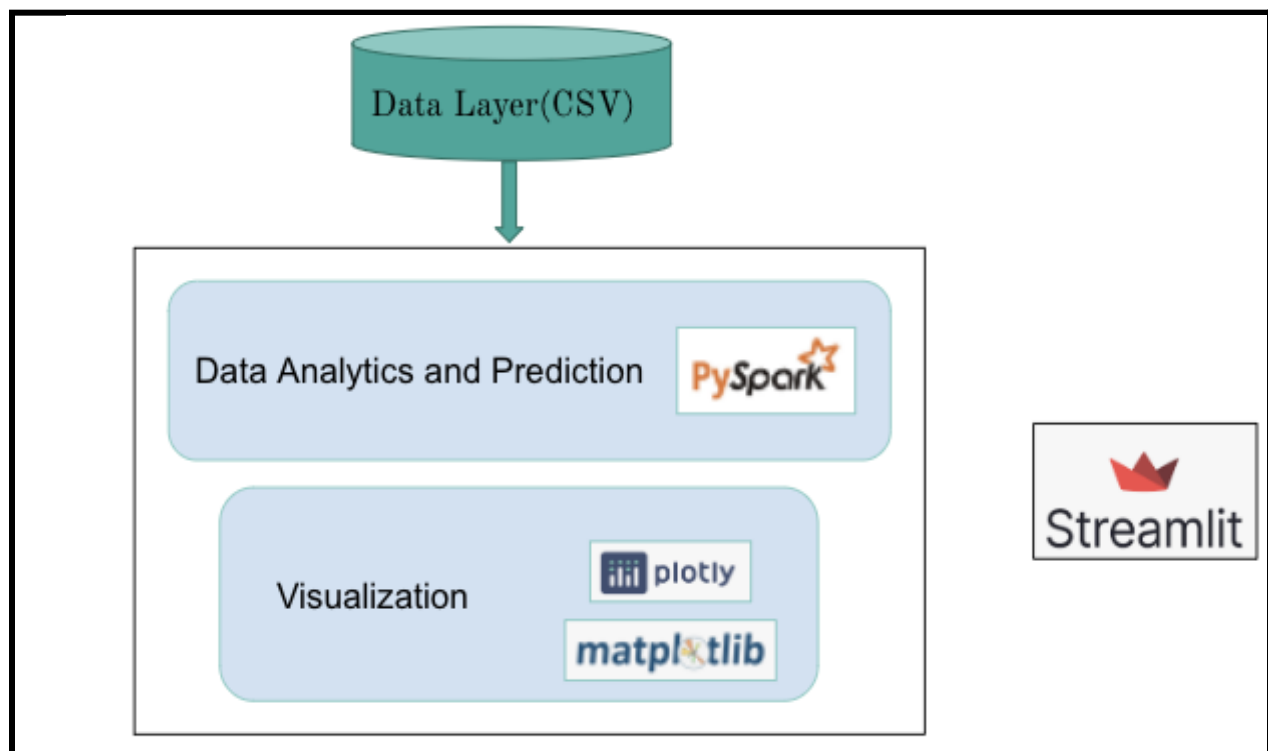 Data Layer(CSV)
Data Analytics and Prediction
PySpark
Streamlit
Visualization
plotly
matplotlib